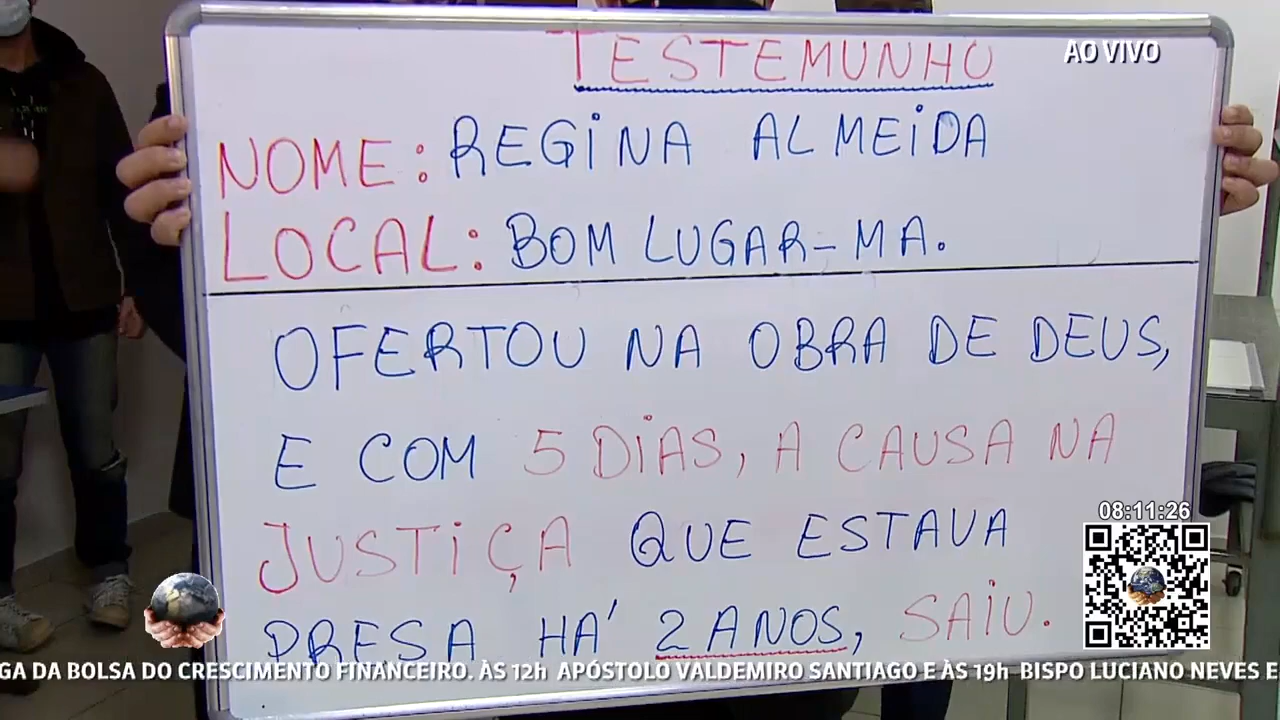 TESTEMUNHO
AO VIVO
NOME: REGINA ALMEIDA
LOCAL: BOM LUGAR-MA.
OFERTOU NA OBRA DE DEUS,
E COM 5 DIAS, A CAUSA NA
JUSTIÇA QUE ESTAVA
PRESA HÁ 2 ANOS, SAIU.
08:11:26
GA DA BOLSA DO CRESCIMENTO FINANCEIRO. ÀS 12h APÓSTOLO VALDEMIRO SANTIAGO E ÀS 19h BISPO LUCIANO NEVES E